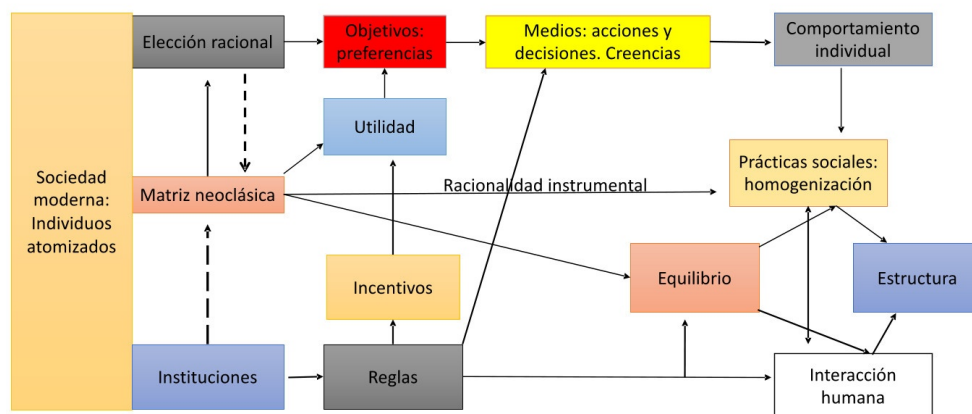 Elección racional
Objetivos:
preferencias
Medios: acciones y
decisiones. Creencias
Comportamiento
individual
Utilidad
Sociedad
moderna:
Individuos
atomizados
Matriz neoclásica
Racionalidad instrumental
Prácticas sociales:
homogenización
Incentivos
Equilibrio
Estructura
Instituciones
Reglas
Interacción
humana